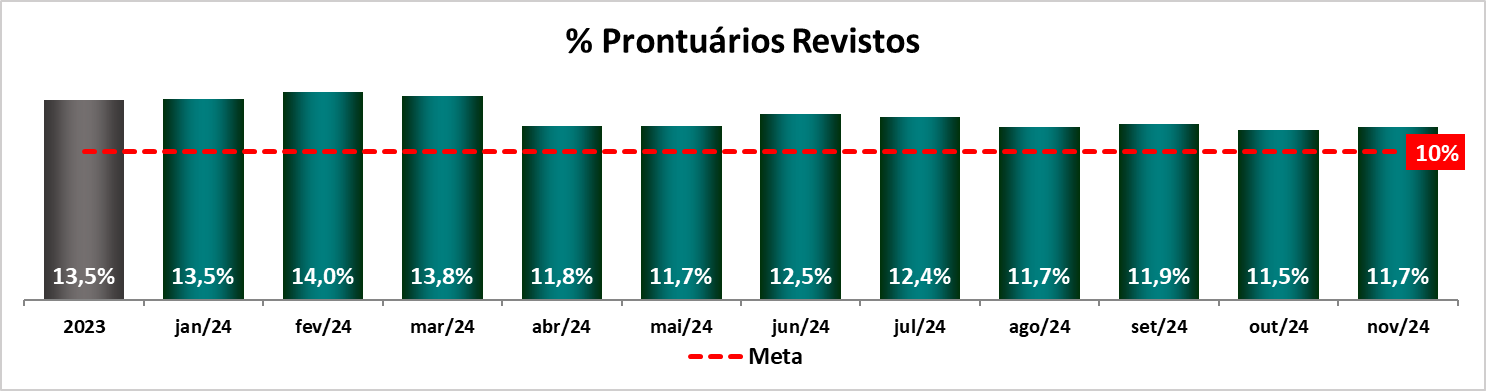 % Prontuários Revistos
10%
13,5% 13,5% 14,0% 13,8% 11,8% 11,7% 12,5% 12,4% 11,7% 11,9% 11,5% 11,7%
2023 jan/24 fev/24 mar/24 abr/24 mai/24 jun/24 jul/24 ago/24 set/24 out/24 nov/24
Meta